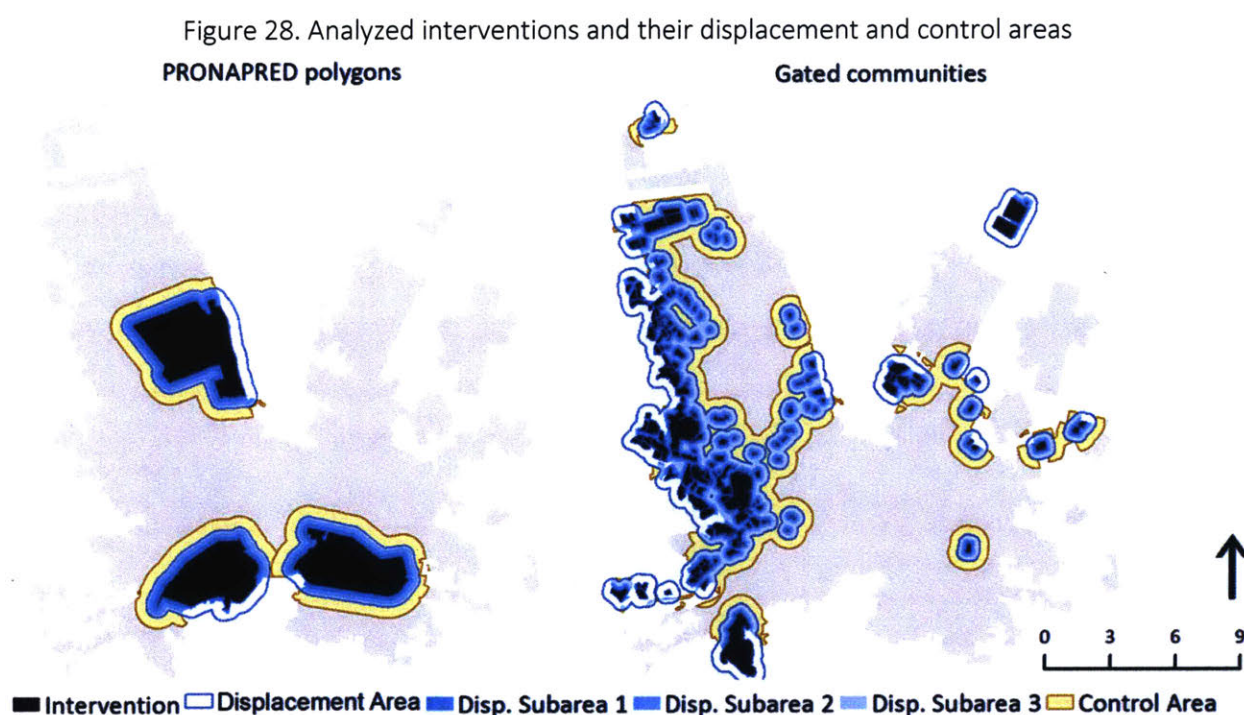 Figure 28. Analyzed interventions and their displacement and control areas
PRONAPRED polygons
Gated communities
0 3 6 9
Intervention Displacement Area Disp. Subarea 1 Disp. Subarea 2 Disp. Subarea 3 Control Area